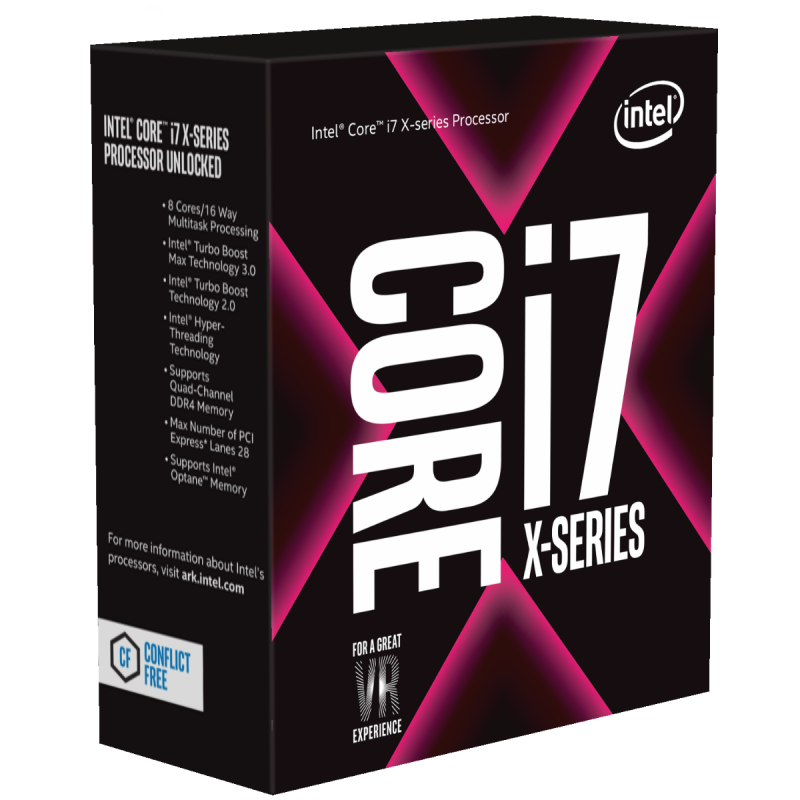 INTEL® CORE™ i7 X-SERIES
PROCESSOR UNLOCKED
• 8 Cores/16 Way
Multitask Processing
• Intel® Turbo Boost
Max Technology 3.0
• Intel® Turbo Boost
Technology 2.0
• Intel® Hyper-
Threading
Technology
• Supports
Quad-Channel
DDR4 Memory
• Max Number of PCI
Express* Lanes 28
• Supports Intel®
Optane™ Memory
For more information about Intel's
processors, visit ark.intel.com
CF
CONFLICT
FREE
Intel® Core™ i7 X-series Processor
intel®
CORE
i7
X-SERIES
FOR A GREAT
VR
EXPERIENCE